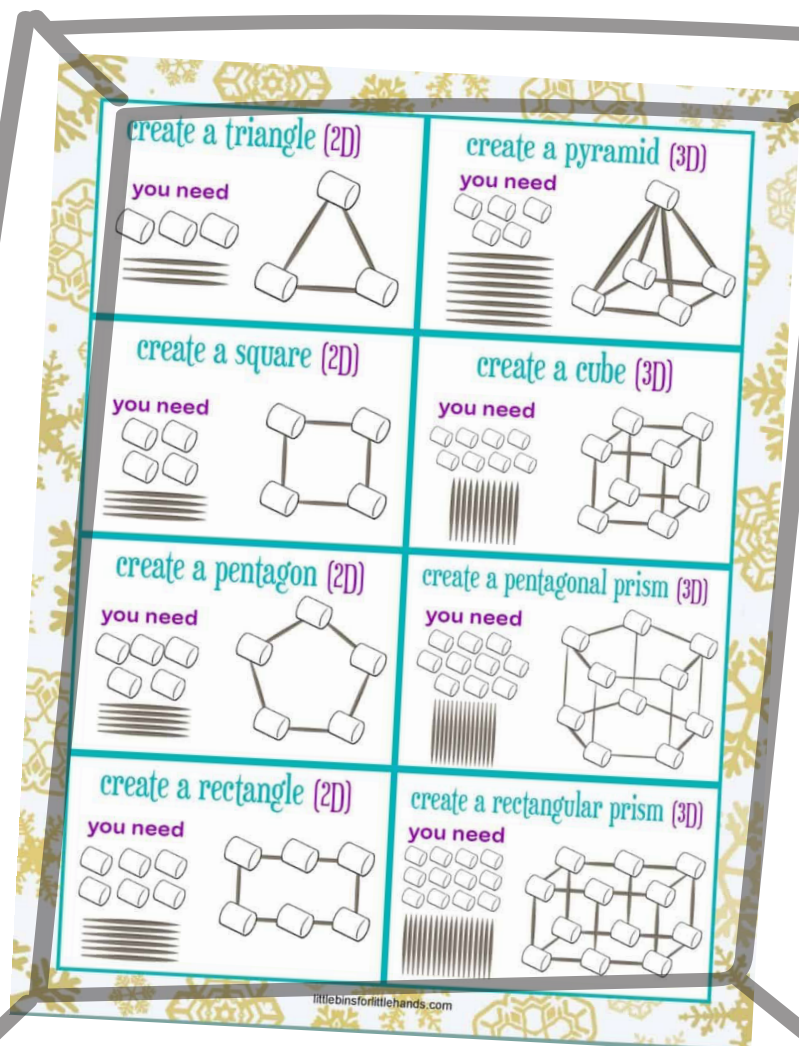 create a triangle (2D)
you need
create a pyramid (3D)
you need
create a square (2D)
you need
create a cube (3D)
you need
create a pentagon (2D)
you need
create a pentagonal prism (3D)
you need
create a rectangle (2D)
you need
create a rectangular prism (3D)
you need
littlebinsforlittlehands.com